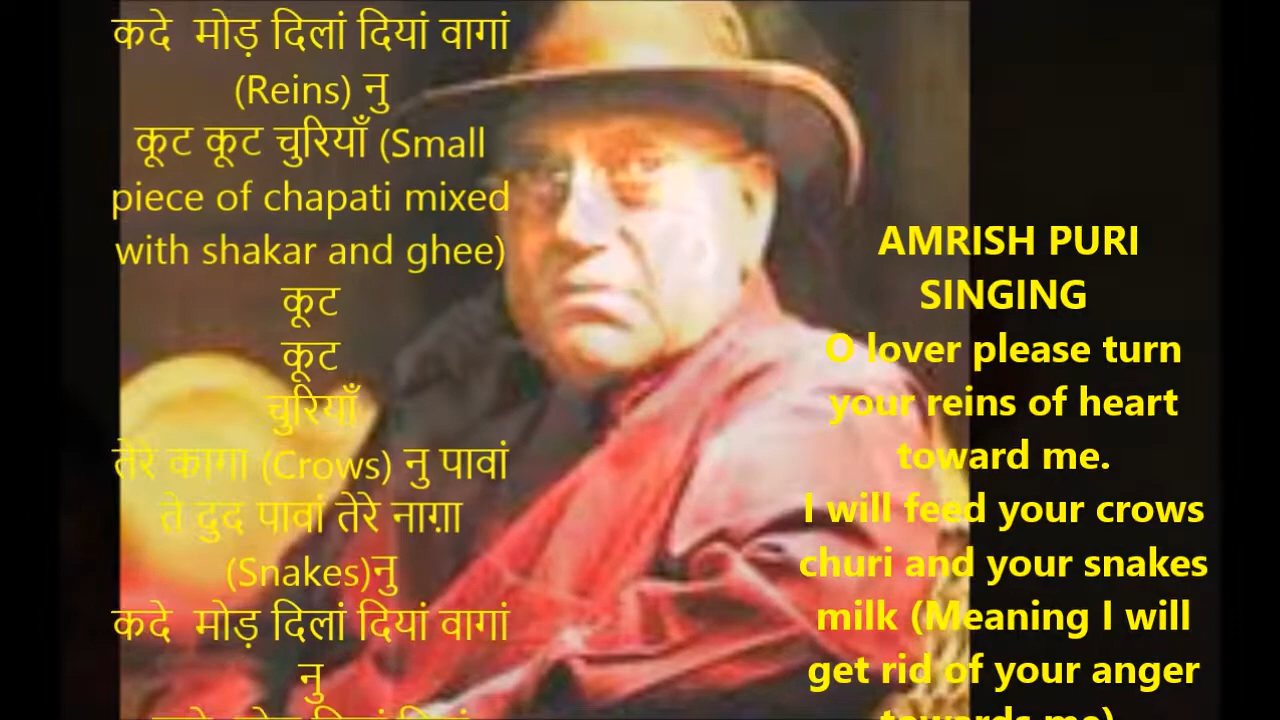 कदे मोड़ दिलां दियां वागां
(Reins) नु
कूट कूट चुरियाँ (Small
piece of chapati mixed
with shakar and ghee)
कूट
कूट
चुरियाँ
तेरे कागा (Crows) नु पावां
ते दुद पावां तेरे नाग़ा
(Snakes)नु
कदे मोड़ दिलां दियां वागां
नु
AMRISH PURI
SINGING
O lover please turn
your reins of heart
toward me.
I will feed your crows
churi and your snakes
milk (Meaning I will
get rid of your anger
towards me)